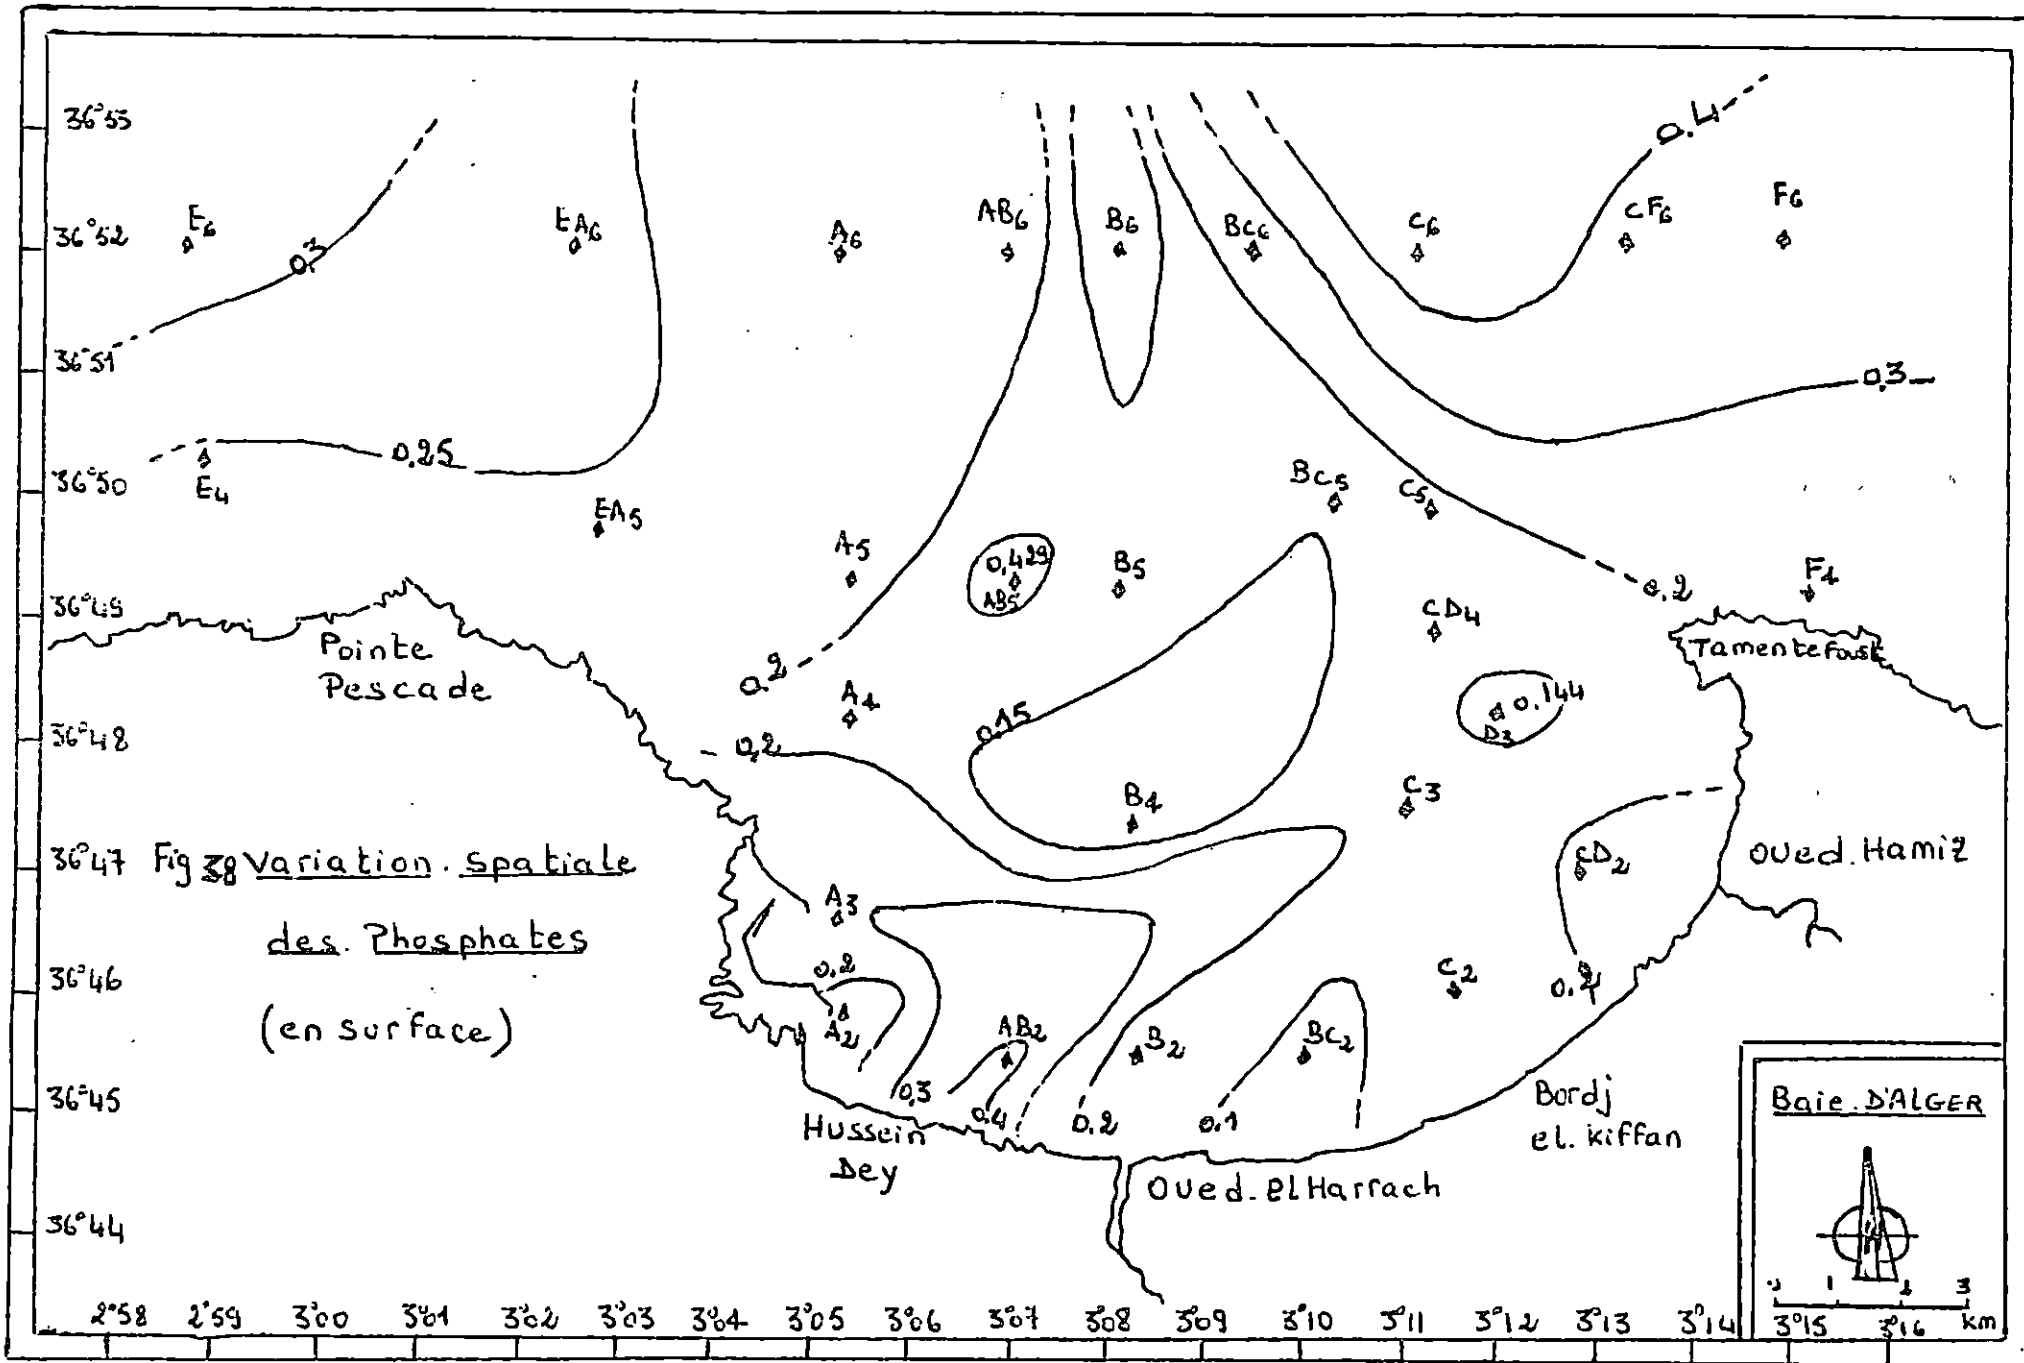 36°53
0.4
E6
EA6
A6
AB6
B6
BC6
C6
CF6
F6
36°52
0.3
36°51
0.3
0.25
36°50
E4
EA5
A5
0.429
AB5
B5
BC5
C5
0.2
F4
36°49
CD4
Pointe
Pescade
Tamentefoust
0.2
A4
0.15
0.144
D3
36°48
0.2
B4
C3
36°47
Fig 38 Variation. spatiale
des. Phosphates
(en surface)
CD2
Oued. Hamiz
A3
36°46
0.2
A2
C2
0.2
AB2
B2
BC2
36°45
0.3
0.4
0.2
0.1
Hussein
Dey
Bordj
el. Kiffan
Oued. El Harrach
36°44
Baie. D'ALGER
1 2 3
km
2°58 2°59 3°00 3°01 3°02 3°03 3°04 3°05 3°06 3°07 3°08 3°09 3°10 3°11 3°12 3°13 3°14 3°15 3°16